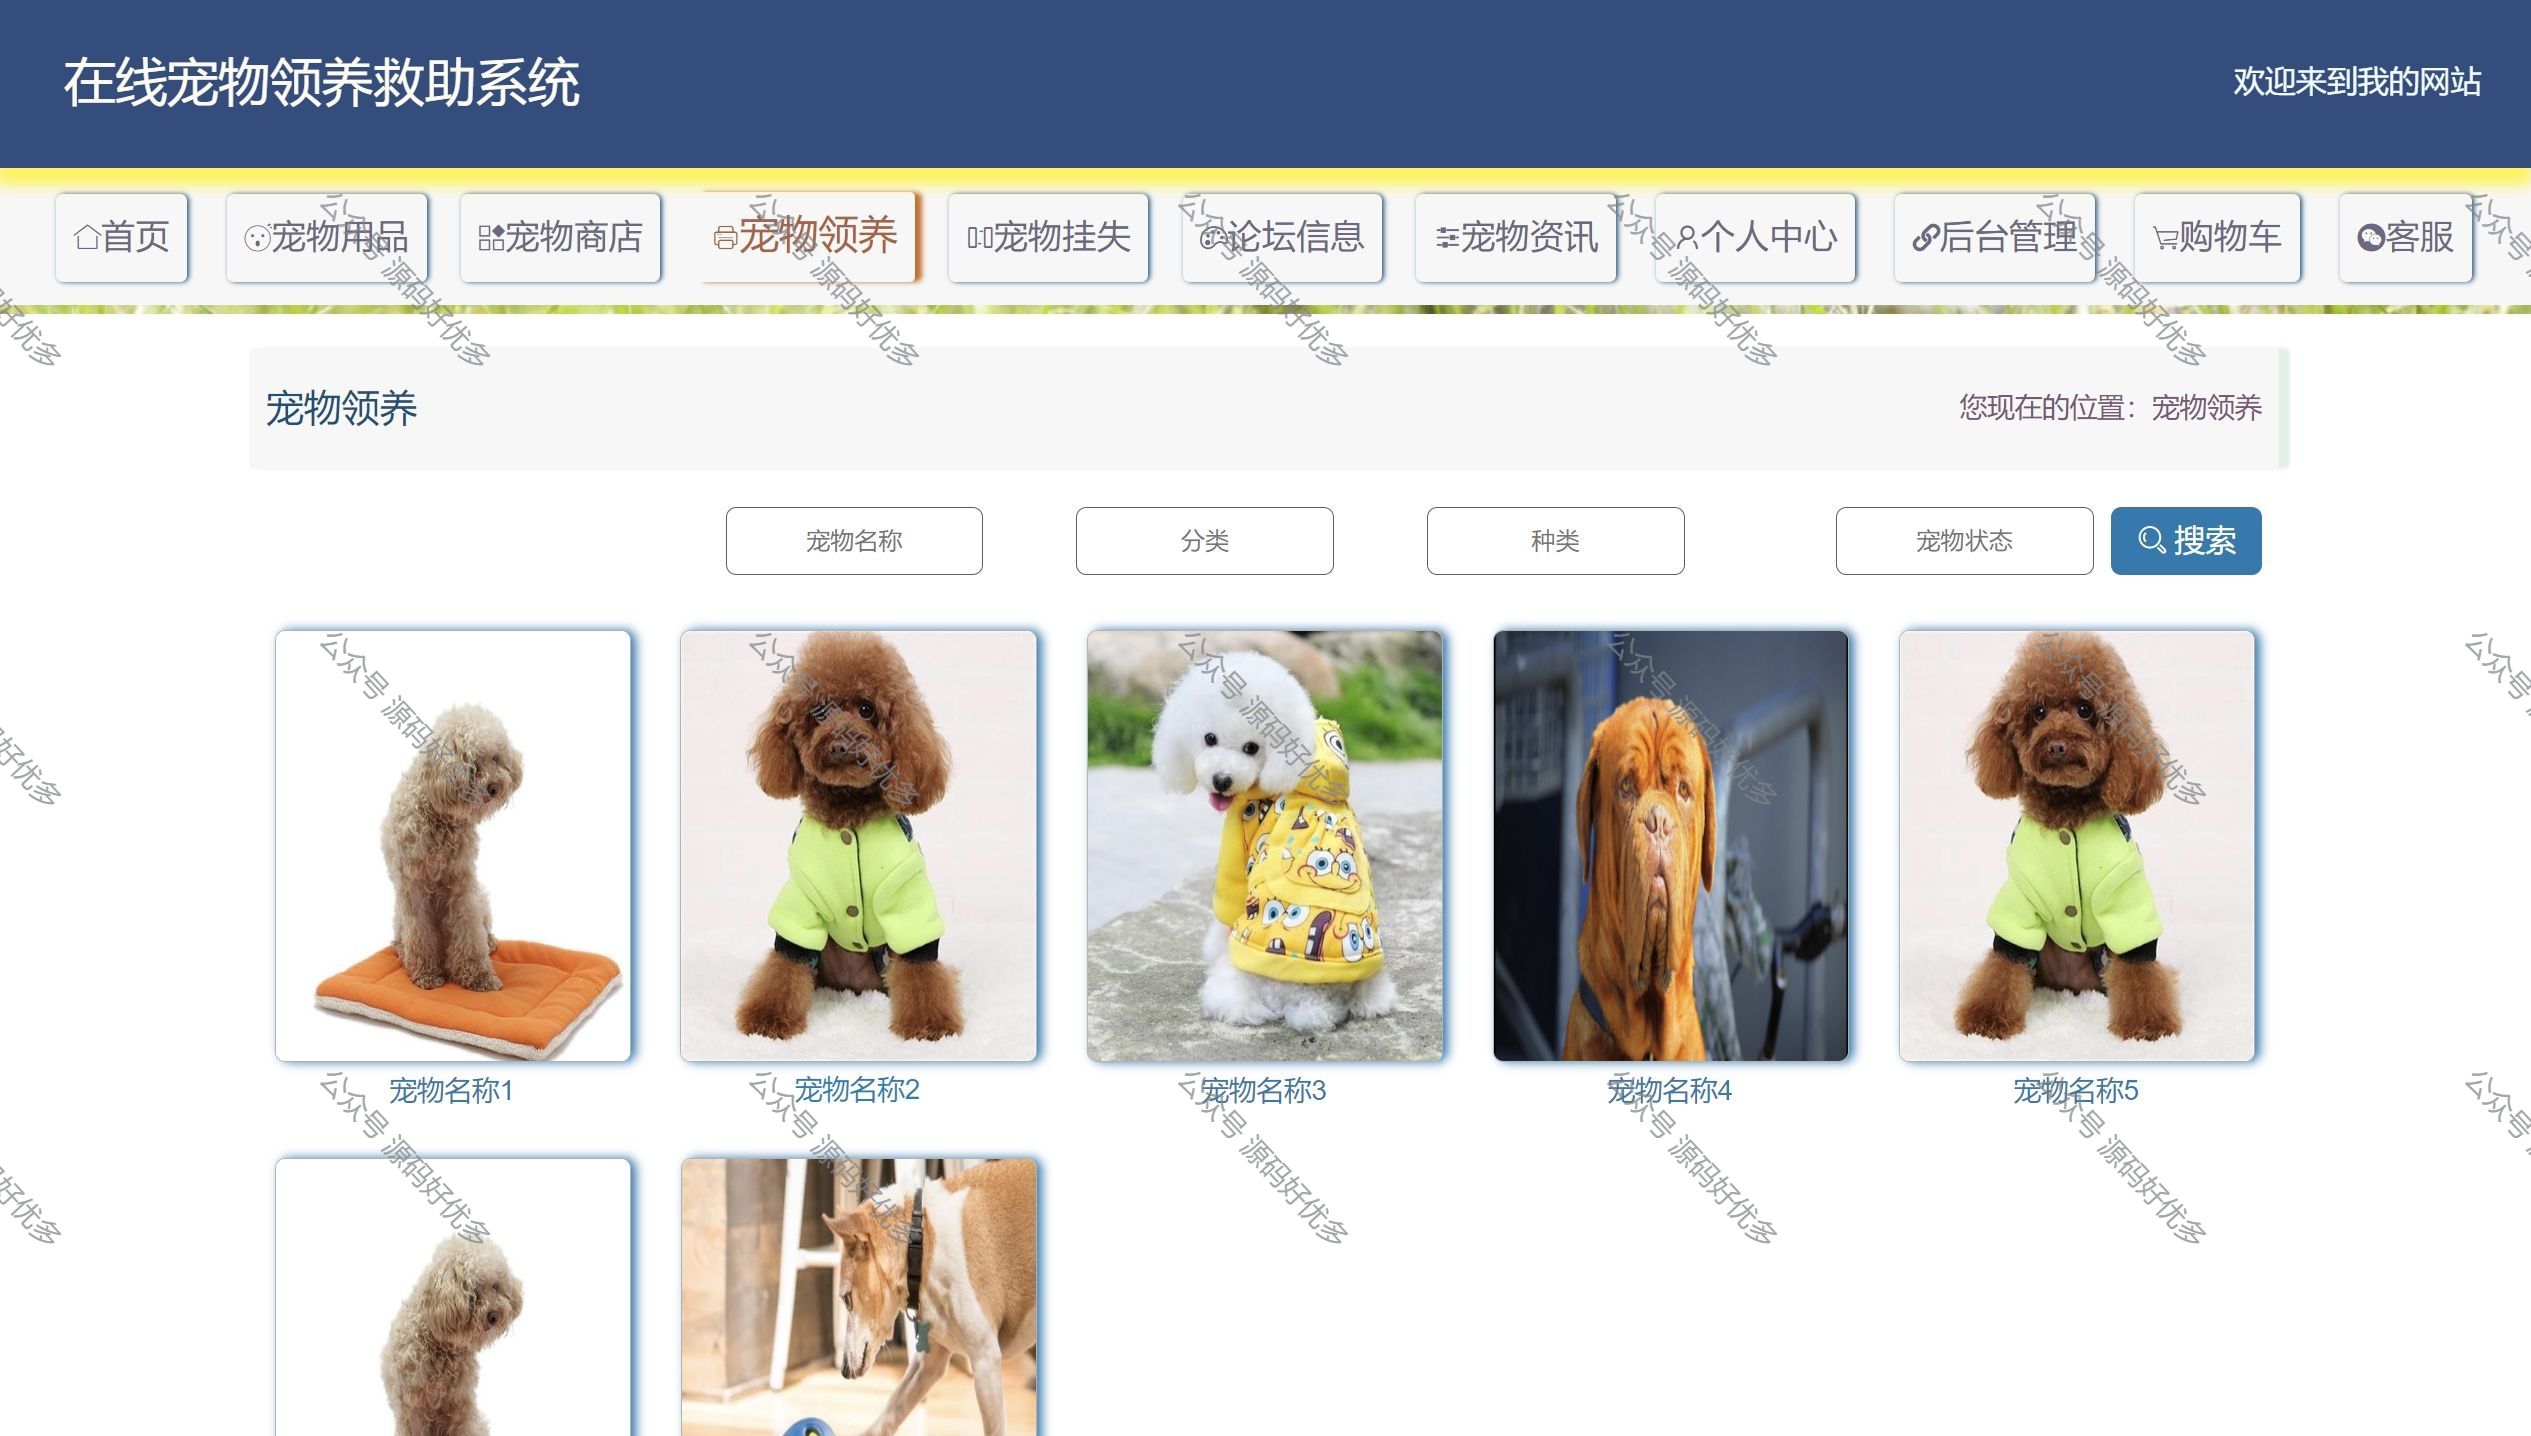 在线宠物领养救助系统
欢迎来到我的网站
首页
宠物用品
宠物商店
宠物领养
宠物挂失
论坛信息
宠物资讯
个人中心
后台管理
购物车
客服
宠物领养
您现在的位置：宠物领养
宠物名称
分类
种类
宠物状态
搜索
宠物名称1
宠物名称2
宠物名称3
宠物名称4
宠物名称5
公众号 源码好优多